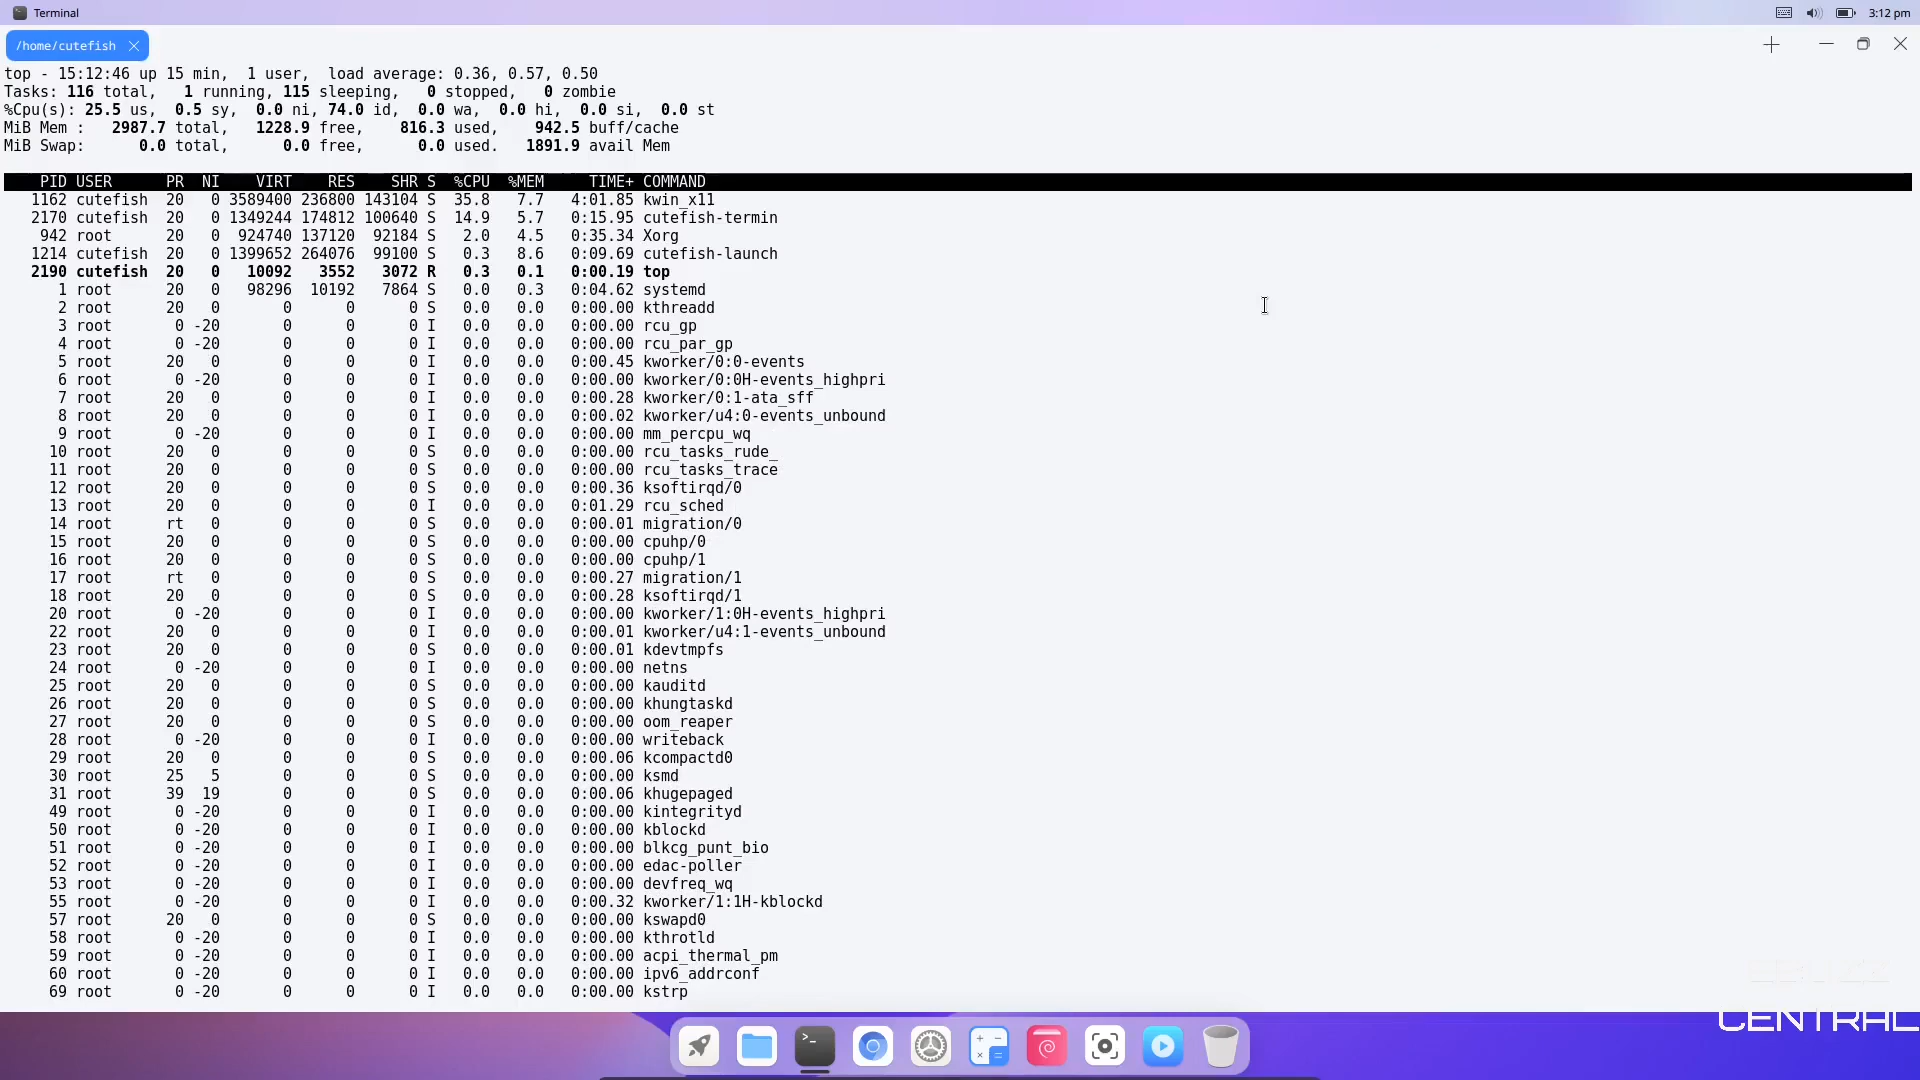 Terminal
3:12 pm
/home/cutefish
top - 15:12:46 up 15 min,  1 user,  load average: 0.36, 0.57, 0.50
Tasks: 116 total,   1 running, 115 sleeping,   0 stopped,   0 zombie
%Cpu(s): 25.5 us,  0.5 sy,  0.0 ni, 74.0 id,  0.0 wa,  0.0 hi,  0.0 si,  0.0 st
MiB Mem :   2987.7 total,   1228.9 free,    816.3 used,    942.5 buff/cache
MiB Swap:      0.0 total,      0.0 free,      0.0 used.   1891.9 avail Mem
PID USER PR NI VIRT RES SHR S %CPU %MEM TIME+ COMMAND
1162 cutefish 20 0 3589400 236800 143104 S 35.8 7.7 4:01.85 kwin_x11
2170 cutefish 20 0 1349244 174812 100640 S 14.9 5.7 0:15.95 cutefish-termin
942 root 20 0 924740 137120 92184 S 2.0 4.5 0:35.34 Xorg
1214 cutefish 20 0 1399652 264076 99100 S 0.3 8.6 0:09.69 cutefish-launch
2190 cutefish 20 0 10092 3552 3072 R 0.3 0.1 0:00.19 top
1 root 20 0 98296 10192 7864 S 0.0 0.3 0:04.62 systemd
2 root 20 0 0 0 0 S 0.0 0.0 0:00.00 kthreadd
3 root 0 -20 0 0 0 I 0.0 0.0 0:00.00 rcu_gp
4 root 0 -20 0 0 0 I 0.0 0.0 0:00.00 rcu_par_gp
5 root 20 0 0 0 0 I 0.0 0.0 0:00.45 kworker/0:0-events
6 root 0 -20 0 0 0 I 0.0 0.0 0:00.00 kworker/0:0H-events_highpri
7 root 20 0 0 0 0 I 0.0 0.0 0:00.28 kworker/0:1-ata_sff
8 root 20 0 0 0 0 I 0.0 0.0 0:00.02 kworker/u4:0-events_unbound
9 root 0 -20 0 0 0 I 0.0 0.0 0:00.00 mm_percpu_wq
10 root 20 0 0 0 0 S 0.0 0.0 0:00.00 rcu_tasks_rude_
11 root 20 0 0 0 0 S 0.0 0.0 0:00.00 rcu_tasks_trace
12 root 20 0 0 0 0 S 0.0 0.0 0:00.36 ksoftirqd/0
13 root 20 0 0 0 0 I 0.0 0.0 0:01.29 rcu_sched
14 root rt 0 0 0 0 S 0.0 0.0 0:00.01 migration/0
15 root 20 0 0 0 0 S 0.0 0.0 0:00.00 cpuhp/0
16 root 20 0 0 0 0 S 0.0 0.0 0:00.00 cpuhp/1
17 root rt 0 0 0 0 S 0.0 0.0 0:00.27 migration/1
18 root 20 0 0 0 0 S 0.0 0.0 0:00.28 ksoftirqd/1
20 root 0 -20 0 0 0 I 0.0 0.0 0:00.00 kworker/1:0H-events_highpri
22 root 20 0 0 0 0 I 0.0 0.0 0:00.01 kworker/u4:1-events_unbound
23 root 20 0 0 0 0 S 0.0 0.0 0:00.01 kdevtmpfs
24 root 0 -20 0 0 0 I 0.0 0.0 0:00.00 netns
25 root 20 0 0 0 0 S 0.0 0.0 0:00.00 kauditd
26 root 20 0 0 0 0 S 0.0 0.0 0:00.00 khungtaskd
27 root 20 0 0 0 0 S 0.0 0.0 0:00.00 oom_reaper
28 root 0 -20 0 0 0 I 0.0 0.0 0:00.00 writeback
29 root 20 0 0 0 0 S 0.0 0.0 0:00.06 kcompactd0
30 root 25 5 0 0 0 S 0.0 0.0 0:00.00 ksmd
31 root 39 19 0 0 0 S 0.0 0.0 0:00.06 khugepaged
49 root 0 -20 0 0 0 I 0.0 0.0 0:00.00 kintegrityd
50 root 0 -20 0 0 0 I 0.0 0.0 0:00.00 kblockd
51 root 0 -20 0 0 0 I 0.0 0.0 0:00.00 blkcg_punt_bio
52 root 0 -20 0 0 0 I 0.0 0.0 0:00.00 edac-poller
53 root 0 -20 0 0 0 I 0.0 0.0 0:00.00 devfreq_wq
55 root 0 -20 0 0 0 I 0.0 0.0 0:00.32 kworker/1:1H-kblockd
57 root 20 0 0 0 0 S 0.0 0.0 0:00.00 kswapd0
58 root 0 -20 0 0 0 I 0.0 0.0 0:00.00 kthrotld
59 root 0 -20 0 0 0 I 0.0 0.0 0:00.00 acpi_thermal_pm
60 root 0 -20 0 0 0 I 0.0 0.0 0:00.00 ipv6_addrconf
69 root 0 -20 0 0 0 I 0.0 0.0 0:00.00 kstrp
CENTRAL